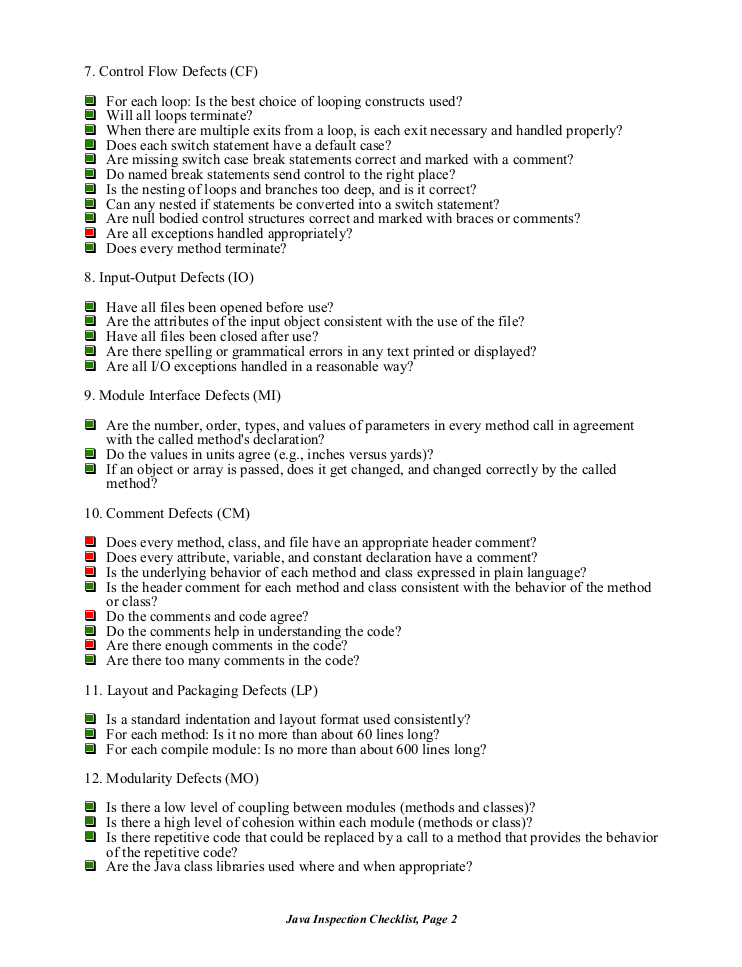 7. Control Flow Defects (CF)
For each loop: Is the best choice of looping constructs used?
Will all loops terminate?
When there are multiple exits from a loop, is each exit necessary and handled properly?
Does each switch statement have a default case?
Are missing switch case break statements correct and marked with a comment?
Do named break statements send control to the right place?
Is the nesting of loops and branches too deep, and is it correct?
Can any nested if statements be converted into a switch statement?
Are null bodied control structures correct and marked with braces or comments?
Are all exceptions handled appropriately?
Does every method terminate?
8. Input-Output Defects (IO)
Have all files been opened before use?
Are the attributes of the input object consistent with the use of the file?
Have all files been closed after use?
Are there spelling or grammatical errors in any text printed or displayed?
Are all I/O exceptions handled in a reasonable way?
9. Module Interface Defects (MI)
Are the number, order, types, and values of parameters in every method call in agreement
with the called method's declaration?
Do the values in units agree (e.g., inches versus yards)?
If an object or array is passed, does it get changed, and changed correctly by the called
method?
10. Comment Defects (CM)
Does every method, class, and file have an appropriate header comment?
Does every attribute, variable, and constant declaration have a comment?
Is the underlying behavior of each method and class expressed in plain language?
Is the header comment for each method and class consistent with the behavior of the method
or class?
Do the comments and code agree?
Do the comments help in understanding the code?
Are there enough comments in the code?
Are there too many comments in the code?
11. Layout and Packaging Defects (LP)
Is a standard indentation and layout format used consistently?
For each method: Is it no more than about 60 lines long?
For each compile module: Is no more than about 600 lines long?
12. Modularity Defects (MO)
Is there a low level of coupling between modules (methods and classes)?
Is there a high level of cohesion within each module (methods or class)?
Is there repetitive code that could be replaced by a call to a method that provides the behavior
of the repetitive code?
Are the Java class libraries used where and when appropriate?
Java Inspection Checklist, Page 2